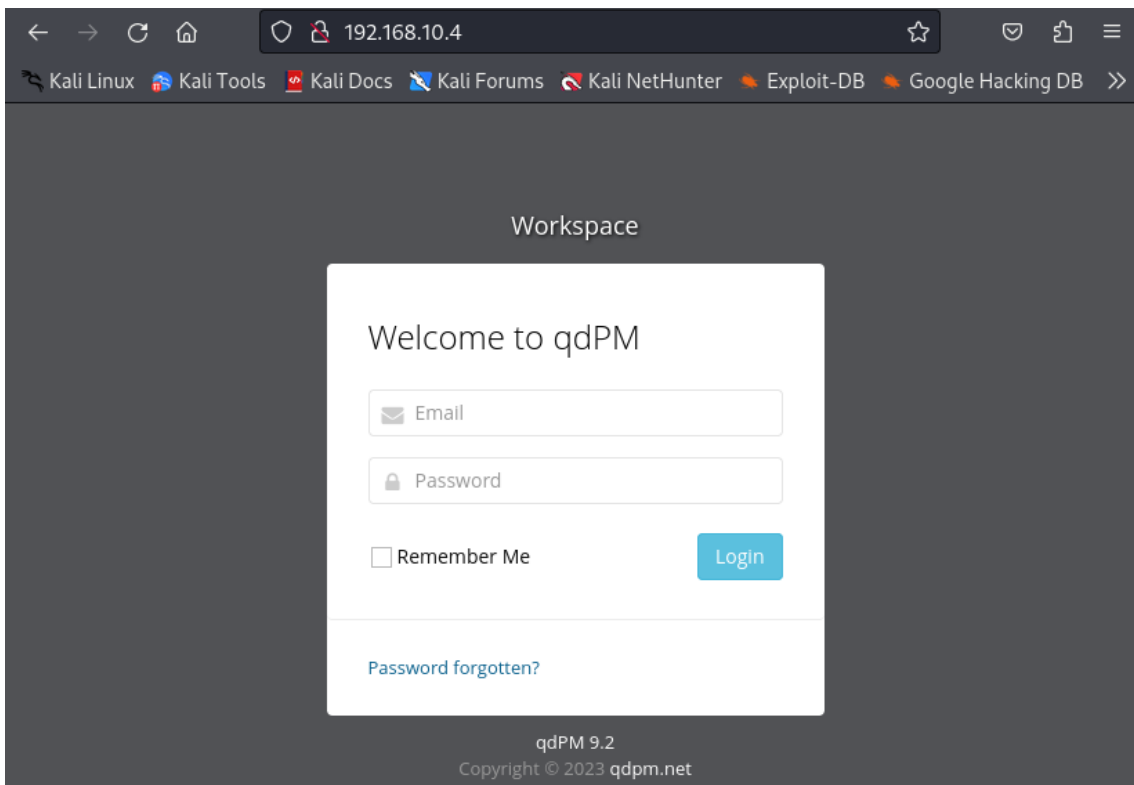 192.168.10.4
Kali Linux Kali Tools Kali Docs Kali Forums Kali NetHunter Exploit-DB Google Hacking DB
Workspace
Welcome to qdPM
Email
Password
Remember Me Login
Password forgotten?
qdPM 9.2
Copyright © 2023 qdpm.net